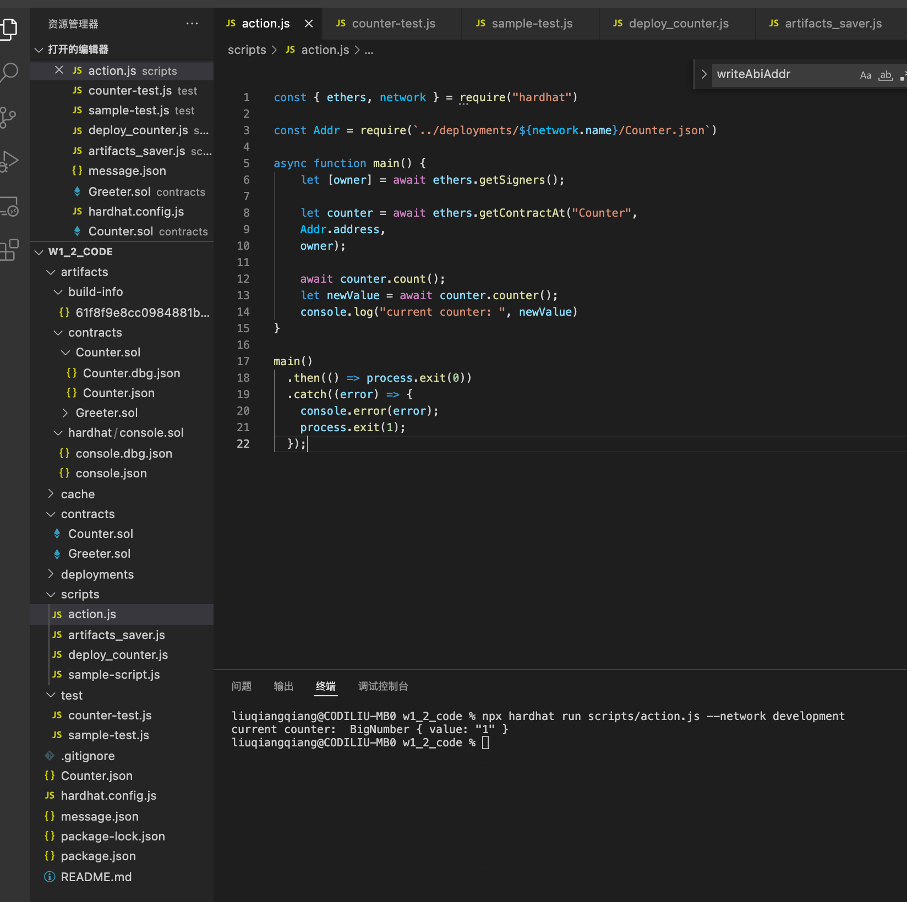 资源管理器 ···
打开的编辑器
JS action.js scripts
JS counter-test.js test
JS sample-test.js test
JS deploy_counter.js s...
JS artifacts_saver.js sc...
{} message.json
Greeter.sol contracts
JS hardhat.config.js
Counter.sol contracts
W1_2_CODE
artifacts
build-info
{} 61f8f9e8cc0984881b...
contracts
Counter.sol
{} Counter.dbg.json
{} Counter.json
Greeter.sol
hardhat/console.sol
{} console.dbg.json
{} console.json
cache
contracts
Counter.sol
Greeter.sol
deployments
scripts
JS action.js
JS artifacts_saver.js
JS deploy_counter.js
JS sample-script.js
test
JS counter-test.js
JS sample-test.js
.gitignore
{} Counter.json
JS hardhat.config.js
{} message.json
{} package-lock.json
{} package.json
README.md
JS action.js JS counter-test.js JS sample-test.js JS deploy_counter.js JS artifacts_saver.js
scripts > JS action.js > ...
writeAbiAddr Aa ab
1 const { ethers, network } = require("hardhat")
2
3 const Addr = require(`../deployments/${network.name}/Counter.json`)
4
5 async function main() {
6 let [owner] = await ethers.getSigners();
7
8 let counter = await ethers.getContractAt("Counter",
9 Addr.address,
10 owner);
11
12 await counter.count();
13 let newValue = await counter.counter();
14 console.log("current counter: ", newValue)
15 }
16
17 main()
18 .then(() => process.exit(0))
19 .catch((error) => {
20 console.error(error);
21 process.exit(1);
22 });
问题 输出 终端 调试控制台
liuqiangqiang@CODILIU-MB0 w1_2_code % npx hardhat run scripts/action.js --network development
current counter:  BigNumber { value: "1" }
liuqiangqiang@CODILIU-MB0 w1_2_code %